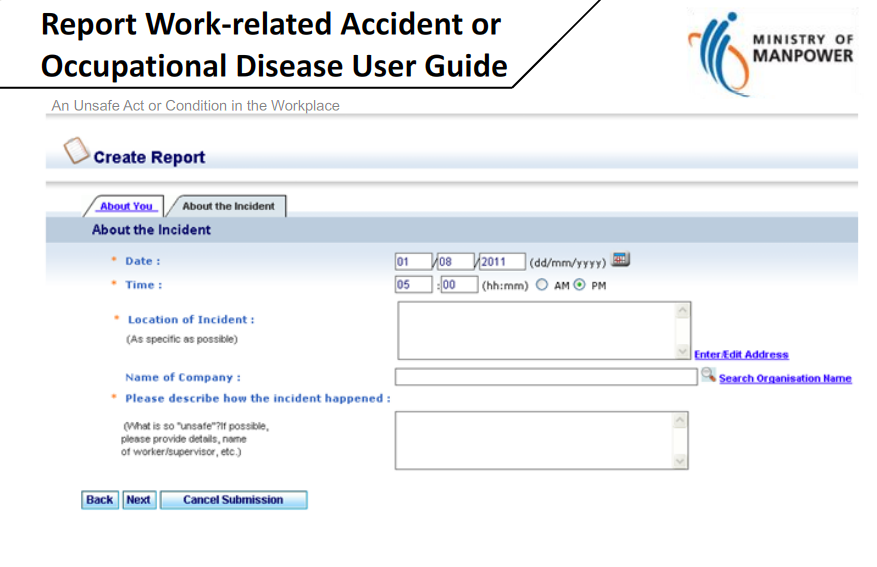 Report Work-related Accident or
Occupational Disease User Guide
MINISTRY OF
MANPOWER
An Unsafe Act or Condition in the Workplace
Create Report
About You About the Incident
About the Incident
* Date : 01 /08 /2011 (dd/mm/yyyy)
* Time : 05 :00 (hh:mm) AM PM
* Location of Incident :
(As specific as possible)
Enter/Edit Address
Name of Company : Search Organisation Name
* Please describe how the incident happened :
(What is so "unsafe"?If possible,
please provide details, name
of worker/supervisor, etc.)
Back Next Cancel Submission